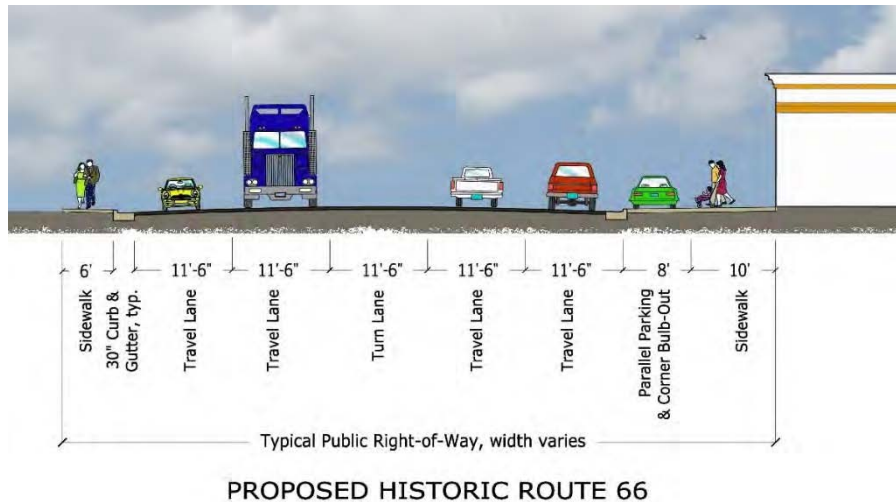 6'
11'-6"
11'-6"
11'-6"
11'-6"
11'-6"
8'
10'
Sidewalk
30" Curb &
Gutter, typ.
Travel Lane
Travel Lane
Turn Lane
Travel Lane
Travel Lane
Parallel Parking
& Corner Bulb-Out
Sidewalk
Typical Public Right-of-Way, width varies
PROPOSED HISTORIC ROUTE 66